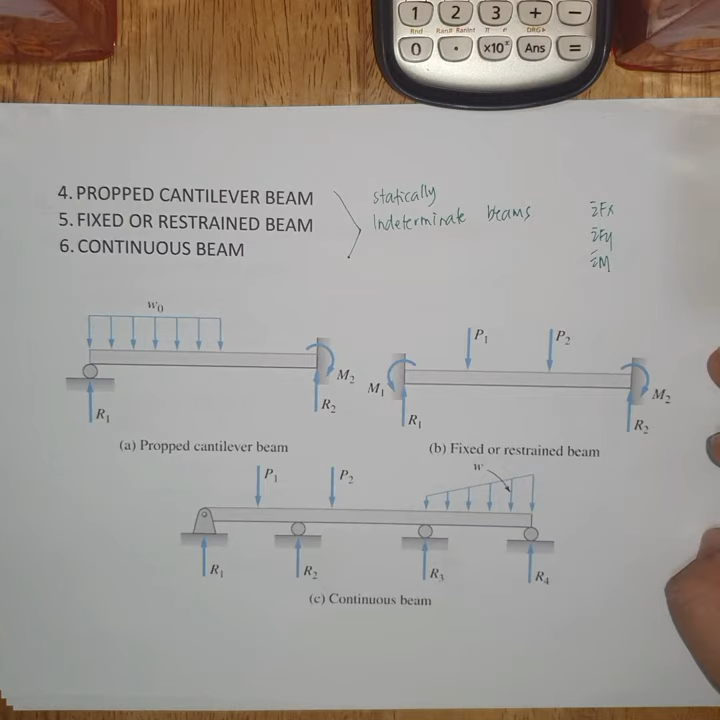 1 2 3 + −
Rnd Ran# RanInt π e DRG▸
0 · ×10ˣ Ans =
4. PROPPED CANTILEVER BEAM
5. FIXED OR RESTRAINED BEAM
6. CONTINUOUS BEAM
statically
Indeterminate beams
ΣFx
ΣFy
ΣM
w₀
M₂
R₁
R₂
(a) Propped cantilever beam
P₁
P₂
M₁
M₂
R₁
R₂
(b) Fixed or restrained beam
P₁
P₂
w
R₁
R₂
R₃
R₄
(c) Continuous beam